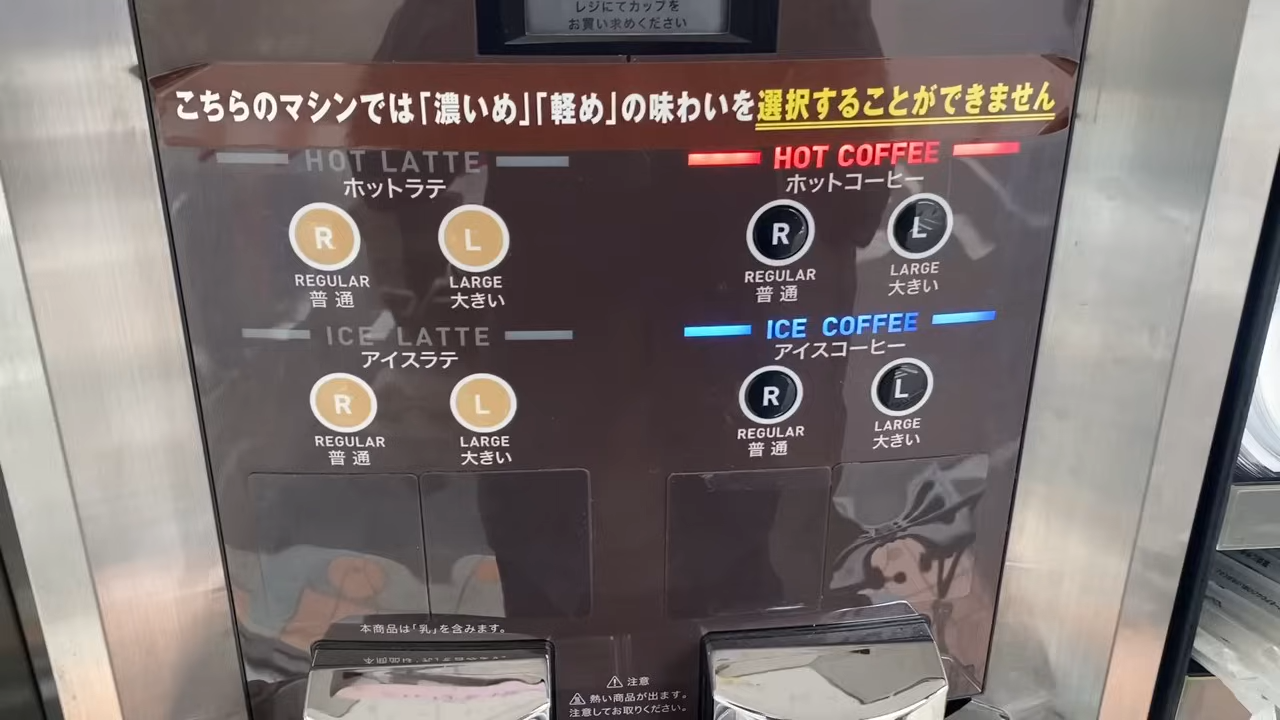 レジにてカップを
お買い求めください
こちらのマシンでは「濃いめ」「軽め」の味わいを選択することができません
HOT LATTE
ホットラテ
R
L
REGULAR
LARGE
普通
大きい
HOT COFFEE
ホットコーヒー
R
L
REGULAR
LARGE
普通
大きい
ICE LATTE
アイスラテ
R
L
REGULAR
LARGE
普通
大きい
ICE COFFEE
アイスコーヒー
R
L
REGULAR
LARGE
普通
大きい
本商品は「乳」を含みます。
注意
熱い商品が出ます。
注意してお取りください。